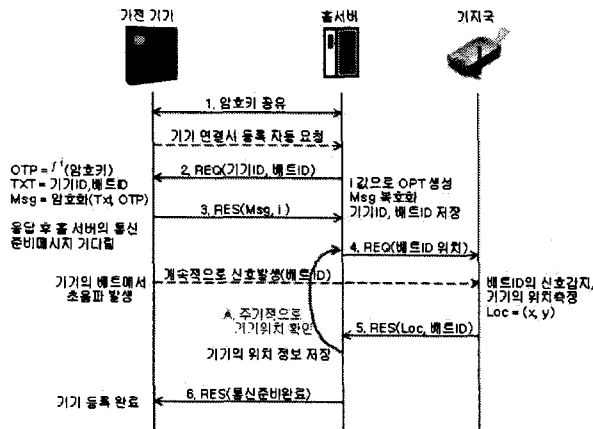 가전 기기
홈서버
기지국
1. 암호키 공유
기기 연결시 등록 자동 요청
2. REQ(기기ID, 배트ID)
OTP = f^i(암호키)
TXT = 기기ID,배트ID
Msg = 암호화(Txt, OTP)
i 값으로 OPT 생성
Msg 복호화
기기ID, 배트ID 저장
3. RES(Msg, i)
응답 후 홈 서버의 통신
준비메시지 기다림
4. REQ(배트ID 위치)
기기의 배트에서
초음파 발생
계속적으로 신호발생(배트ID)
배트ID의 신호감지,
기기의 위치측정
Loc = (x, y)
A. 주기적으로
기기위치 확인
5. RES(Loc, 배트ID)
기기의 위치 정보 저장
6. RES(통신준비완료)
기기 등록 완료